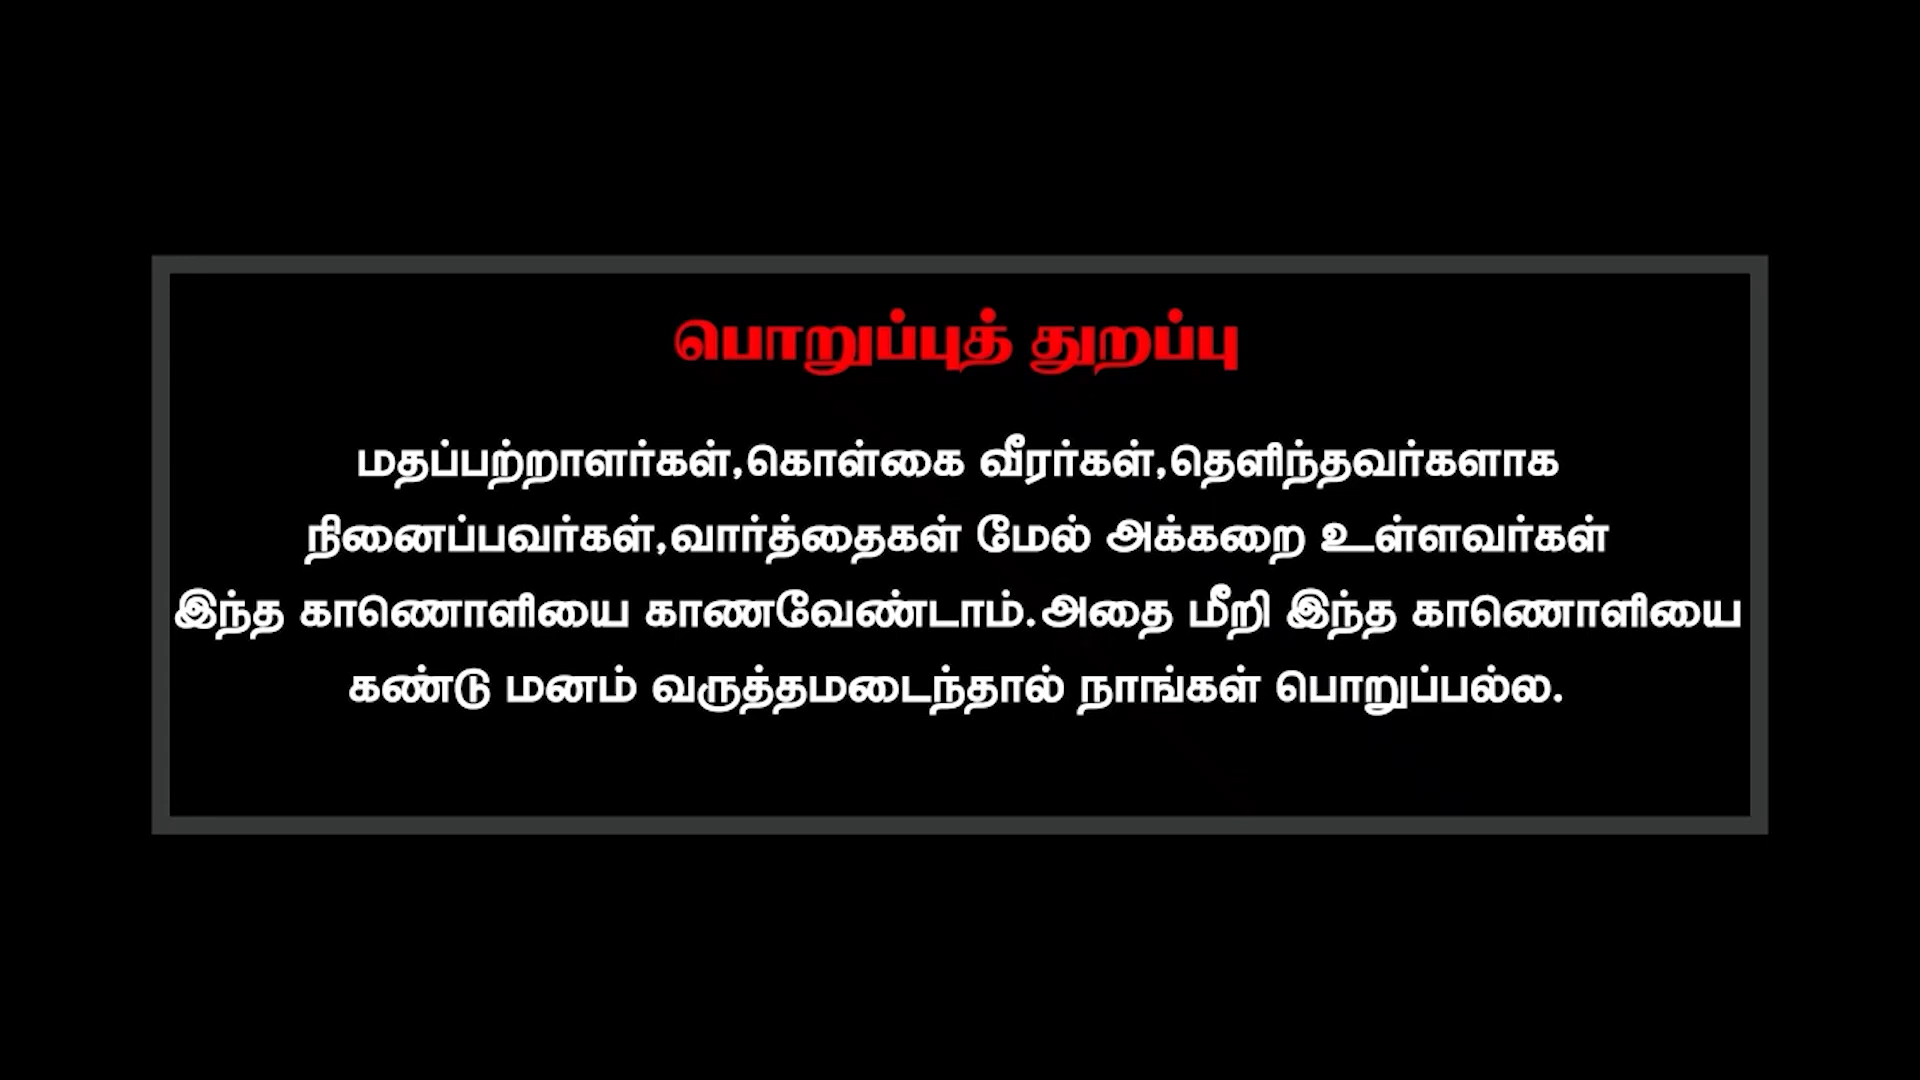 பொறுப்புத் துறப்பு
மதப்பற்றாளர்கள்,கொள்கை வீரர்கள்,தெளிந்தவர்களாக
நினைப்பவர்கள்,வார்த்தைகள் மேல் அக்கறை உள்ளவர்கள்
இந்த காணொளியை காணவேண்டாம்.அதை மீறி இந்த காணொளியை
கண்டு மனம் வருத்தமடைந்தால் நாங்கள் பொறுப்பல்ல.